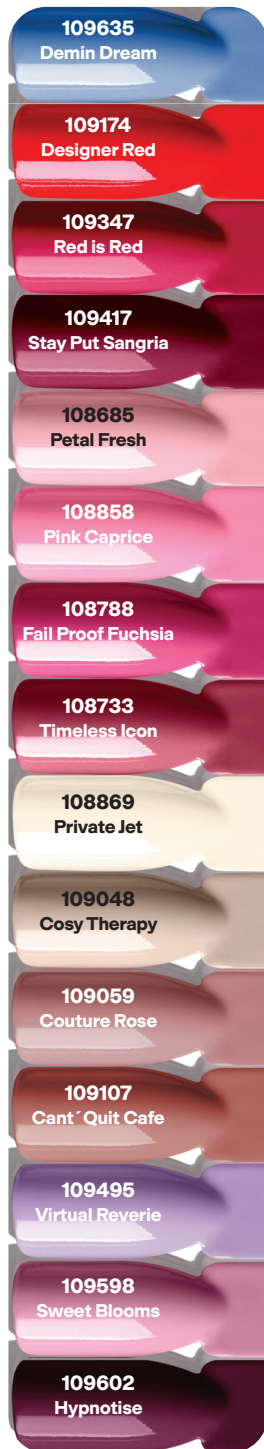 109635
Demin Dream
109174
Designer Red
109347
Red is Red
109417
Stay Put Sangria
108685
Petal Fresh
108858
Pink Caprice
108788
Fail Proof Fuchsia
108733
Timeless Icon
108869
Private Jet
109048
Cosy Therapy
109059
Couture Rose
109107
Cant´Quit Cafe
109495
Virtual Reverie
109598
Sweet Blooms
109602
Hypnotise